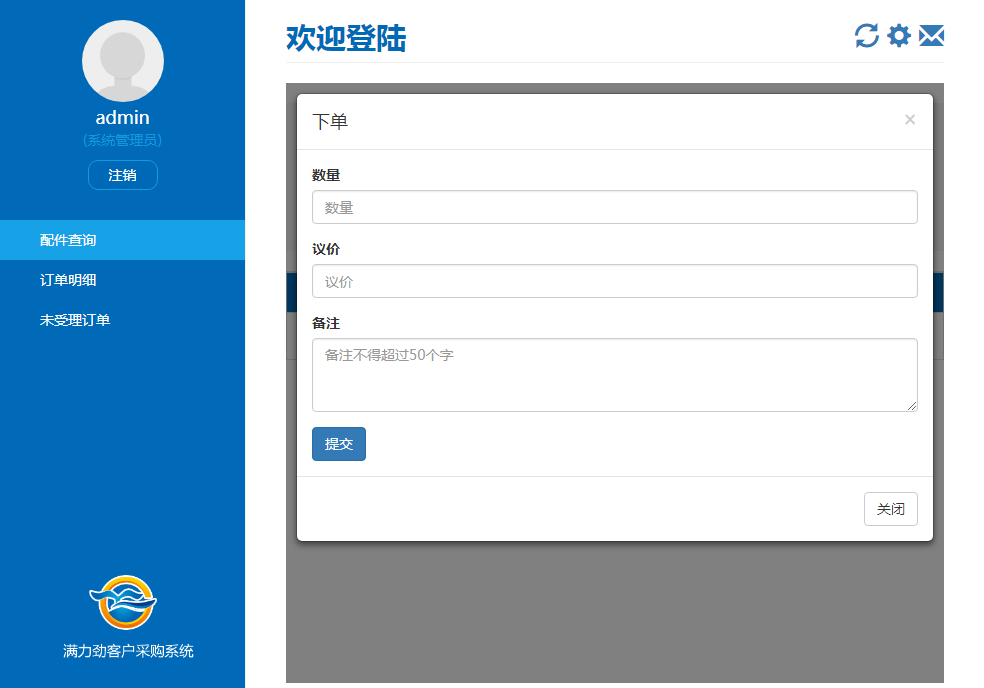 admin
(系统管理员)
注销
配件查询
订单明细
未受理订单
满力劲客户采购系统
欢迎登陆
下单
×
数量
数量
议价
议价
备注
备注不得超过50个字
提交
关闭